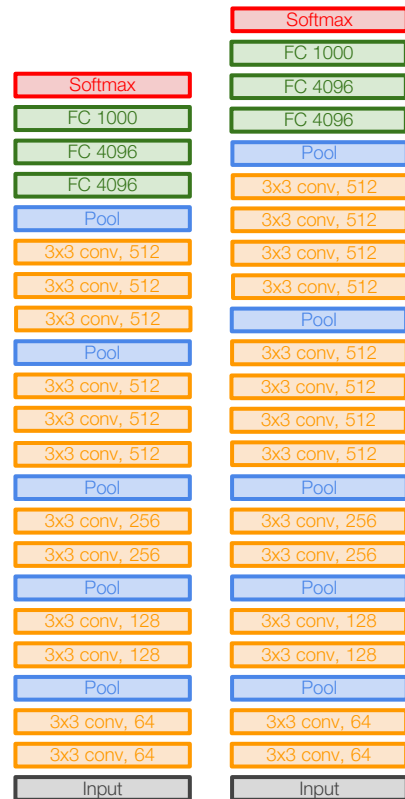 Softmax
FC 1000
FC 4096
FC 4096
Pool
3x3 conv, 512
3x3 conv, 512
3x3 conv, 512
Pool
3x3 conv, 512
3x3 conv, 512
3x3 conv, 512
Pool
3x3 conv, 256
3x3 conv, 256
Pool
3x3 conv, 128
3x3 conv, 128
Pool
3x3 conv, 64
3x3 conv, 64
Input
Softmax
FC 1000
FC 4096
FC 4096
Pool
3x3 conv, 512
3x3 conv, 512
3x3 conv, 512
3x3 conv, 512
Pool
3x3 conv, 512
3x3 conv, 512
3x3 conv, 512
3x3 conv, 512
Pool
3x3 conv, 256
3x3 conv, 256
Pool
3x3 conv, 128
3x3 conv, 128
Pool
3x3 conv, 64
3x3 conv, 64
Input